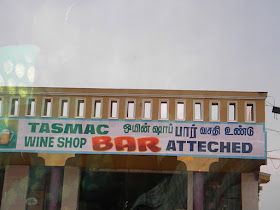 TASMAC ஒயின் ஷாப் பார் வசதி உண்டு
WINE SHOP BAR ATTECHED